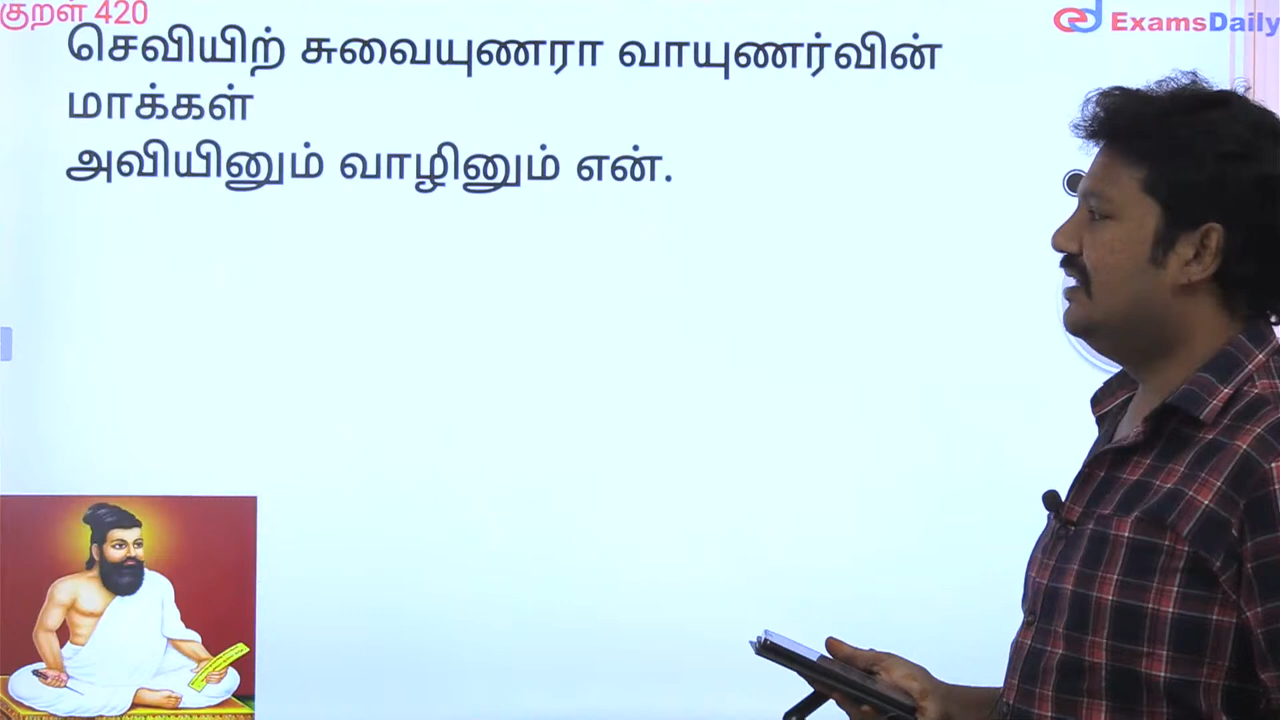 குறள் 420
ExamsDaily
செவியிற் சுவையுணரா வாயுணர்வின்
மாக்கள்
அவியினும் வாழினும் என்.